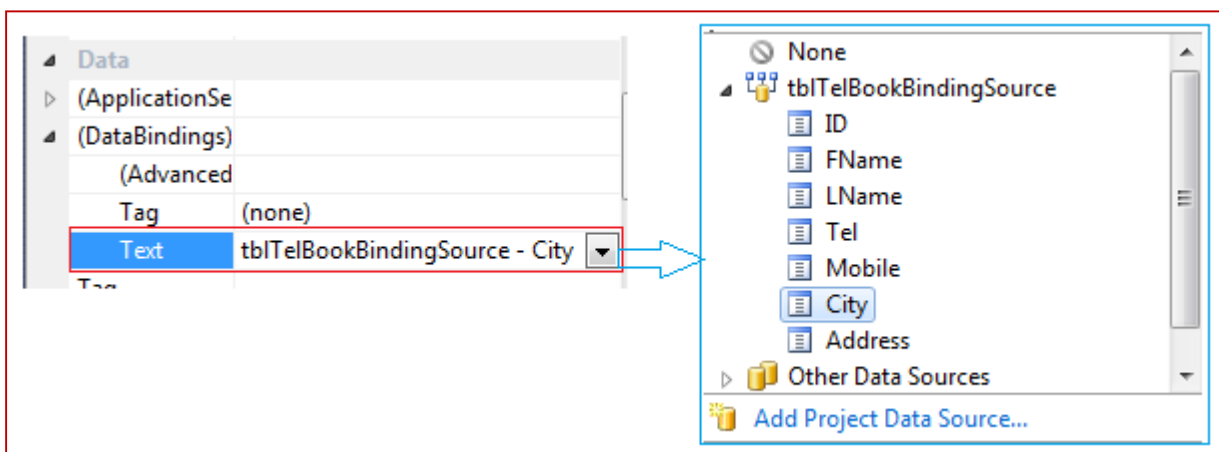 Data
(ApplicationSe
(DataBindings)
(Advanced
Tag (none)
Text tblTelBookBindingSource - City
Tag
None
tblTelBookBindingSource
ID
FName
LName
Tel
Mobile
City
Address
Other Data Sources
Add Project Data Source...